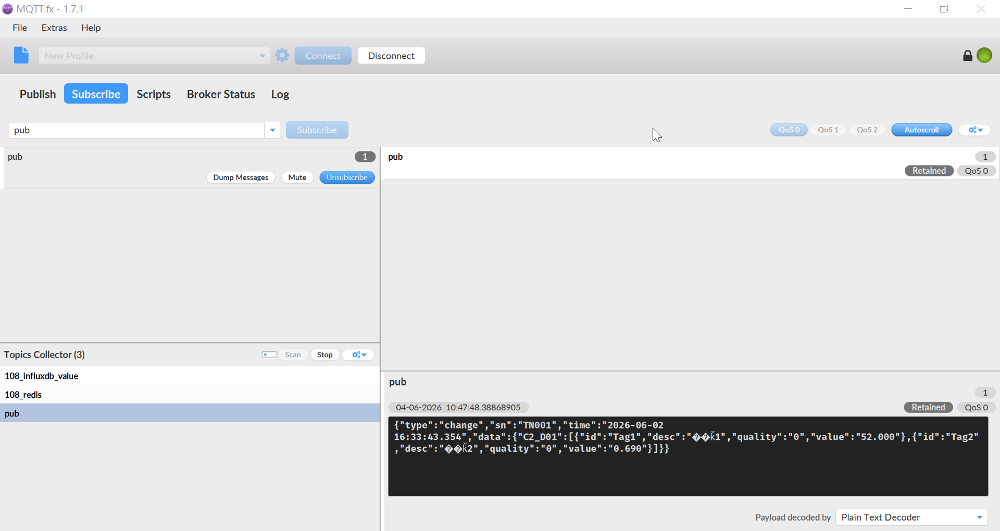 MQTT.fx - 1.7.1
File Extras Help
New Profile Connect Disconnect
Publish Subscribe Scripts Broker Status Log
pub Subscribe QoS 0 QoS 1 QoS 2 Autoscroll
pub 1
Dump Messages Mute Unsubscribe
pub 1
Retained QoS 0
Topics Collector (3) Scan Stop
108_influxdb_value
108_redis
pub
pub
1
04-06-2026 10:47:48.38868905 Retained QoS 0
{"type":"change","sn":"TN001","time":"2026-06-02
16:33:43.354","data":{"C2_D01":[{"id":"Tag1","desc":"��ǩ1","quality":"0","value":"52.000"},{"id":"Tag2"
,"desc":"��ǩ2","quality":"0","value":"0.690"}]}}
Payload decoded by Plain Text Decoder